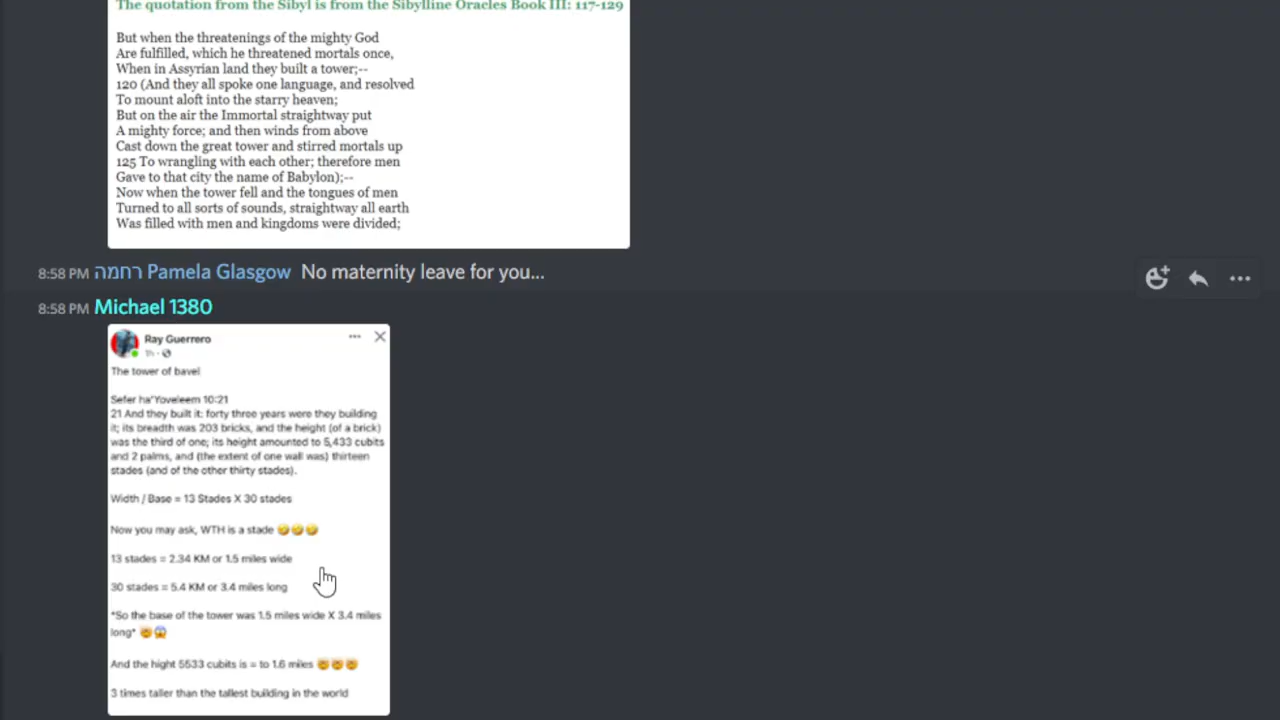 The quotation from the Sibyl is from the Sibylline Oracles Book III: 117-129
But when the threatenings of the mighty God
Are fulfilled, which he threatened mortals once,
When in Assyrian land they built a tower;--
120 (And they all spoke one language, and resolved
To mount aloft into the starry heaven;
But on the air the Immortal straightway put
A mighty force; and then winds from above
Cast down the great tower and stirred mortals up
125 To wrangling with each other; therefore men
Gave to that city the name of Babylon);--
Now when the tower fell and the tongues of men
Turned to all sorts of sounds, straightway all earth
Was filled with men and kingdoms were divided;
8:58 PM רחמה Pamela Glasgow No maternity leave for you...
8:58 PM Michael 1380
Ray Guerrero
1h
The tower of bavel
Sefer ha'Yoveleem 10:21
21 And they built it: forty three years were they building
it; its breadth was 203 bricks, and the height (of a brick)
was the third of one; its height amounted to 5,433 cubits
and 2 palms, and (the extent of one wall was) thirteen
stades (and of the other thirty stades).
Width / Base = 13 Stades X 30 stades
Now you may ask, WTH is a stade 🤣🤣🤣
13 stades = 2.34 KM or 1.5 miles wide
30 stades = 5.4 KM or 3.4 miles long
*So the base of the tower was 1.5 miles wide X 3.4 miles
long* 🤯😱
And the hight 5533 cubits is = to 1.6 miles 🤯🤯🤯
3 times taller than the tallest building in the world